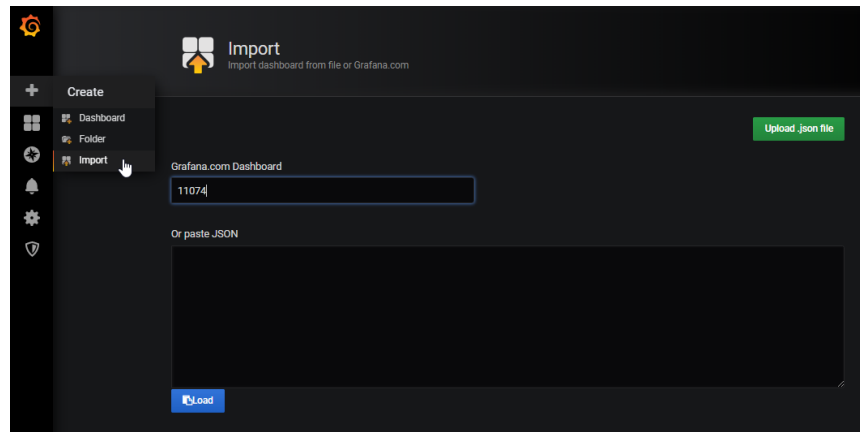 Import
Import dashboard from file or Grafana.com
Create
Dashboard
Folder
Import
Upload .json file
Grafana.com Dashboard
11074
Or paste JSON
Load